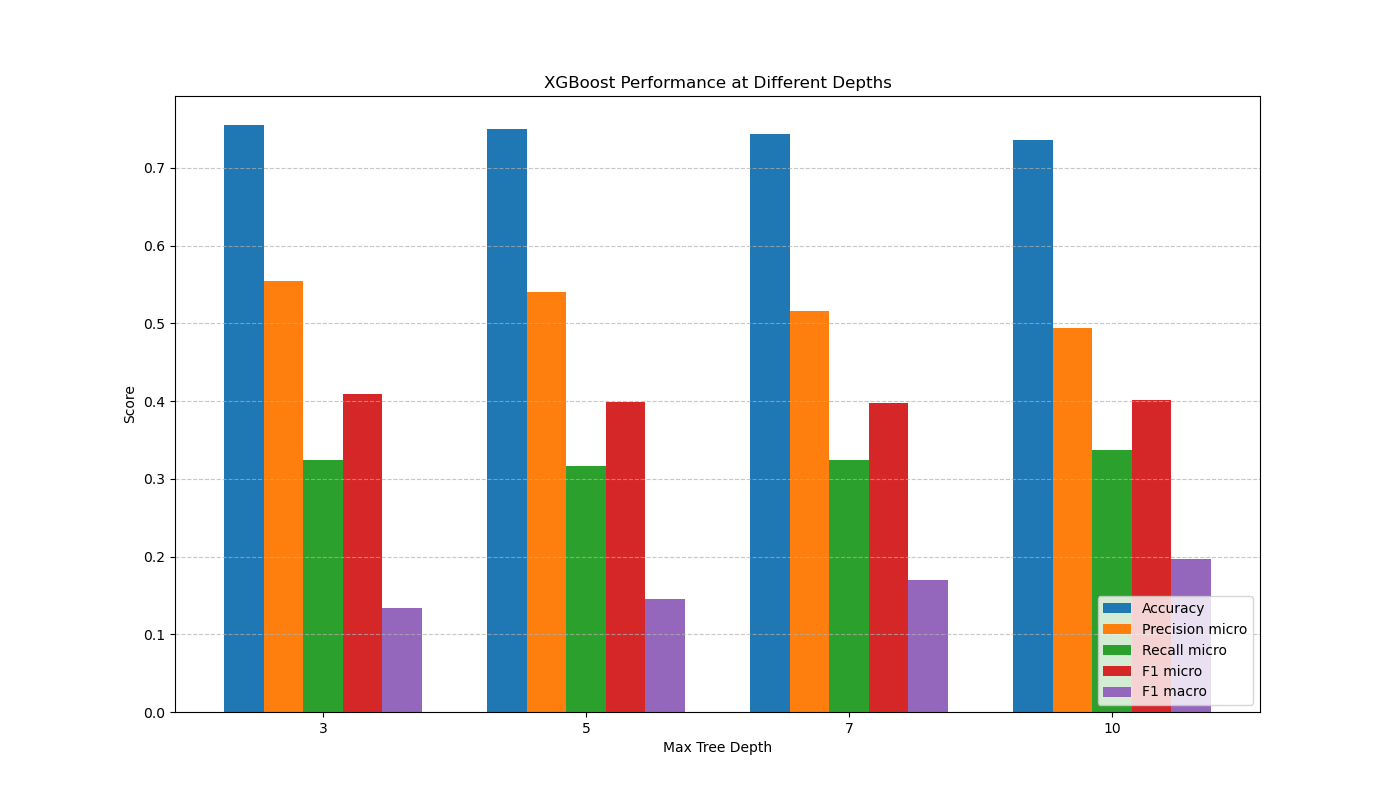 XGBoost Performance at Different Depths
Score
0.7
0.6
0.5
0.4
0.3
0.2
0.1
0.0
3 5 7 10
Max Tree Depth
Accuracy
Precision micro
Recall micro
F1 micro
F1 macro